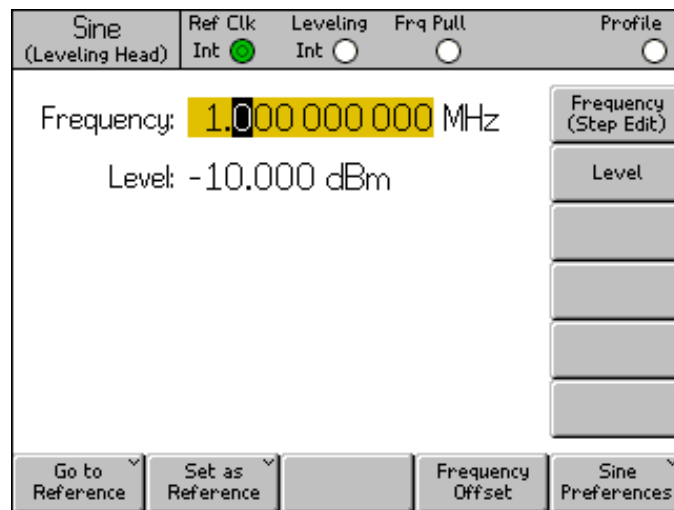 Sine
(Leveling Head)
Ref Clk
Int
Leveling
Int
Frq Pull
Profile
Frequency: 1.000 000 000 MHz
Level: -10.000 dBm
Frequency
(Step Edit)
Level
Go to
Reference
Set as
Reference
Frequency
Offset
Sine
Preferences